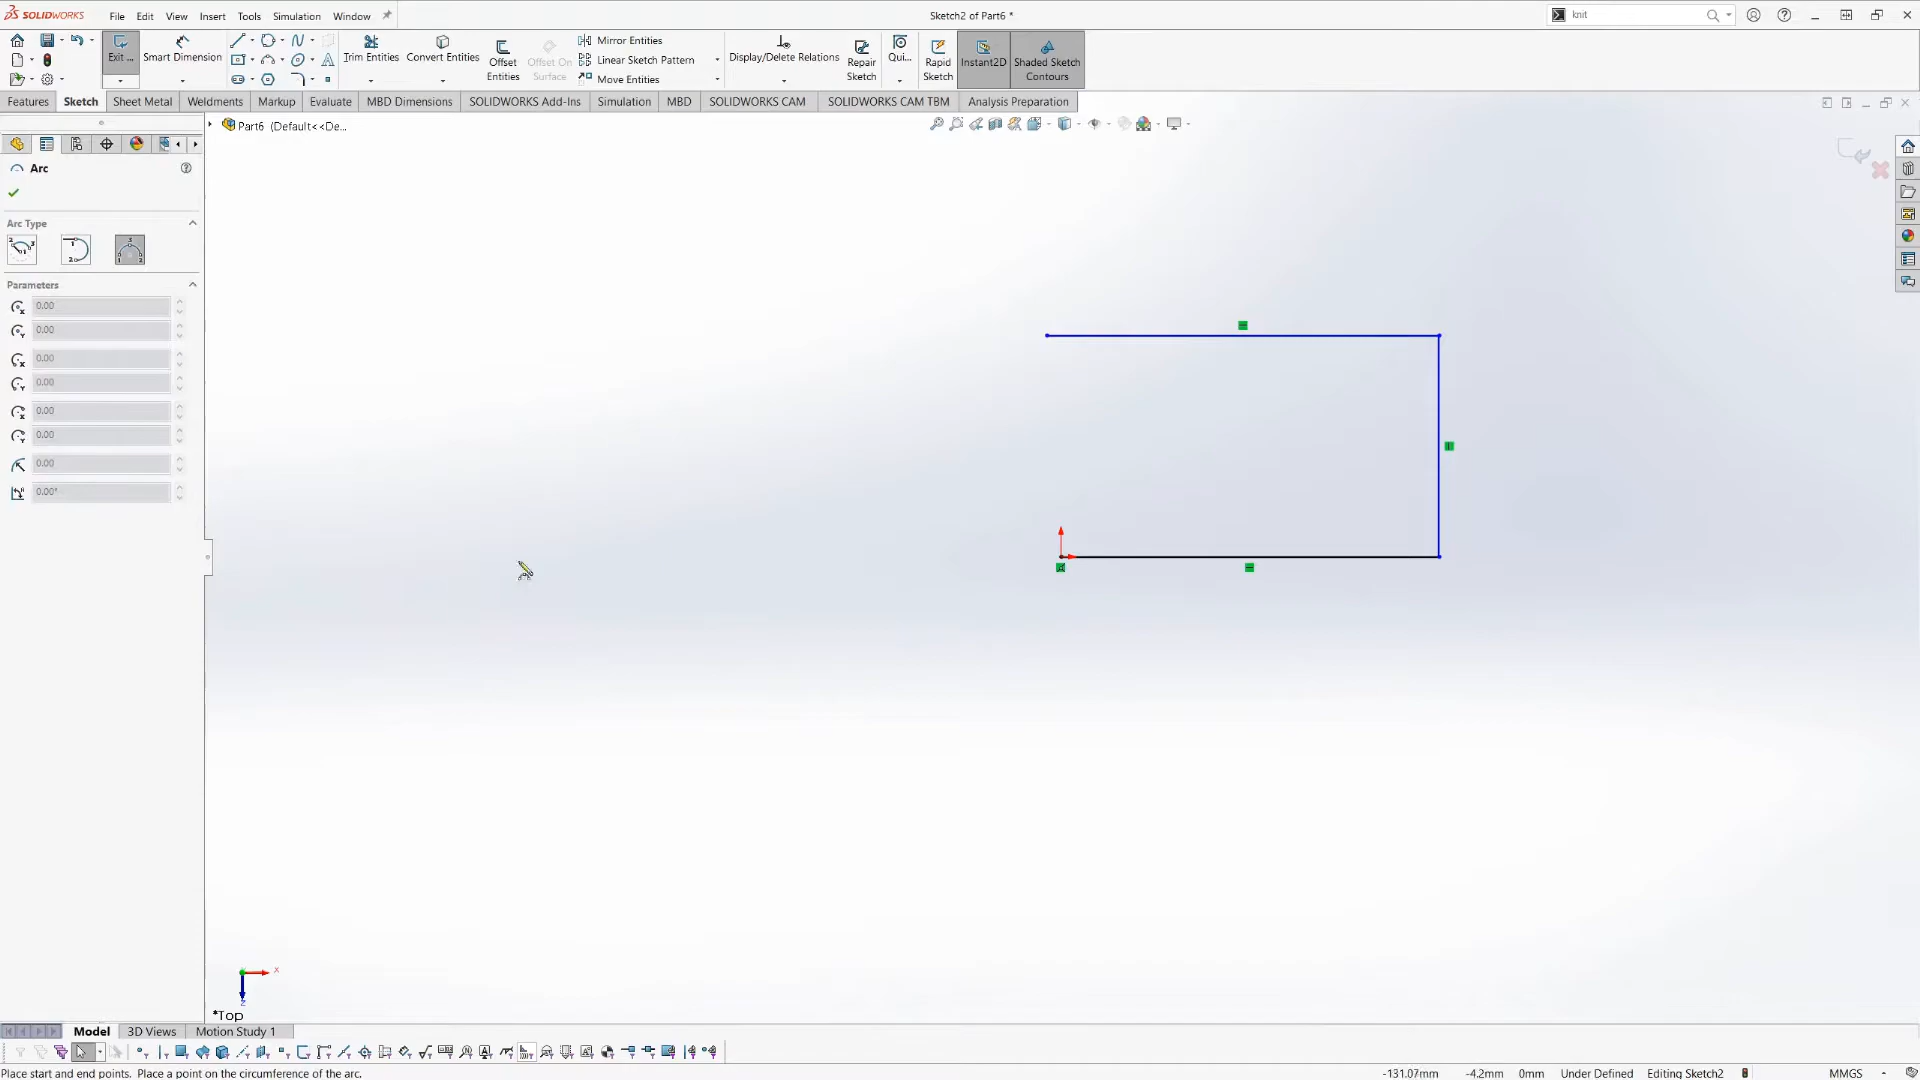 SOLIDWORKS File Edit View Insert Tools Simulation Window
Sketch2 of Part6 *
knit
Exit ...
Smart Dimension
Trim Entities
Convert Entities
Offset Entities
Offset On Surface
Mirror Entities
Linear Sketch Pattern
Move Entities
Display/Delete Relations
Repair Sketch
Qui...
Rapid Sketch
Instant2D
Shaded Sketch Contours
Features Sketch Sheet Metal Weldments Markup Evaluate MBD Dimensions SOLIDWORKS Add-Ins Simulation MBD SOLIDWORKS CAM SOLIDWORKS CAM TBM Analysis Preparation
Part6 (Default<<De...
Arc
Arc Type
Parameters
0.00
0.00
0.00
0.00
0.00
0.00
0.00
0.00°
X
Z
*Top
Model 3D Views Motion Study 1
Place start and end points. Place a point on the circumference of the arc.
-131.07mm -4.2mm 0mm Under Defined Editing Sketch2 MMGS